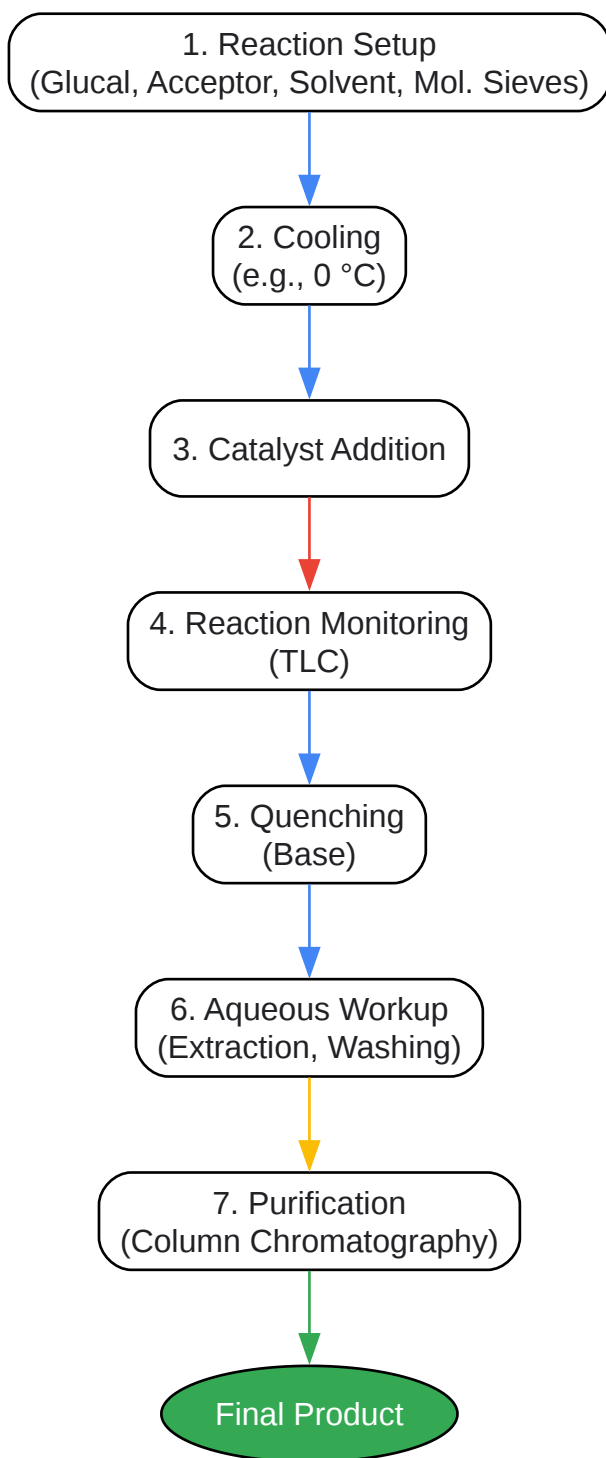 1. Reaction Setup
(Glucal, Acceptor, Solvent, Mol. Sieves)
2. Cooling
(e.g., 0 °C)
3. Catalyst Addition
4. Reaction Monitoring
(TLC)
5. Quenching
(Base)
6. Aqueous Workup
(Extraction, Washing)
7. Purification
(Column Chromatography)
Final Product